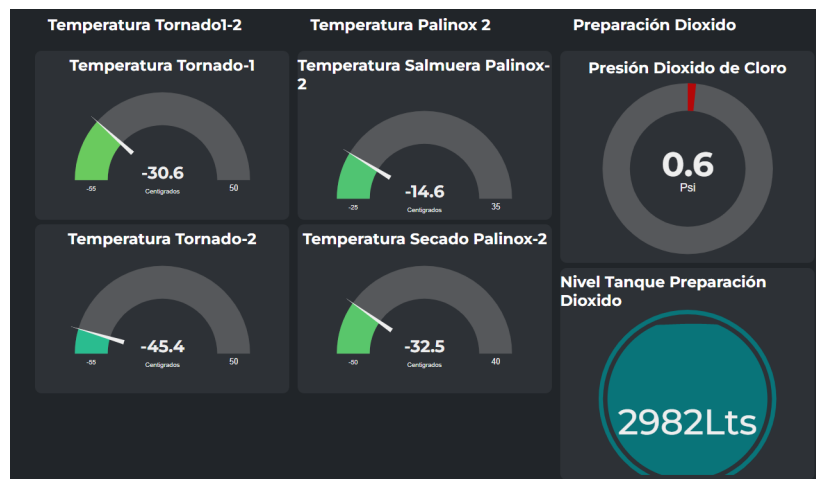 Temperatura Tornado1-2
Temperatura Tornado-1
-30.6
Centigrados
-55
50
Temperatura Tornado-2
-45.4
Centigrados
-55
50
Temperatura Palinox 2
Temperatura Salmuera Palinox-
2
-14.6
Centigrados
-25
35
Temperatura Secado Palinox-2
-32.5
Centigrados
-50
40
Preparación Dioxido
Presión Dioxido de Cloro
0.6
Psi
Nivel Tanque Preparación
Dioxido
2982Lts